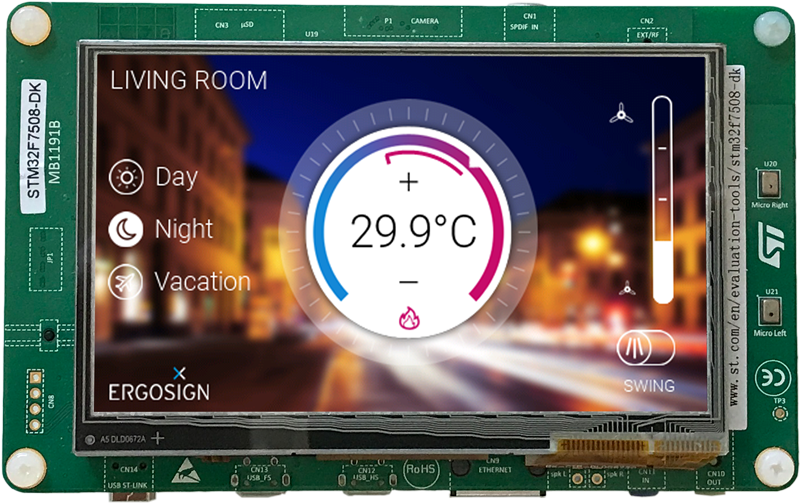 CN3
µSD
U19
P1
CAMERA
CN1
SPDIF IN
CN2
EXT/RF
STM32F7508-DK
MB1191B
LIVING ROOM
Day
Night
Vacation
+
29.9°C
—
SWING
ERGOSIGN
www.st.com/en/evaluation-tools/stm32f7508-dk
U20
Micro Right
U21
Micro Left
CE
TP3
JP1
CN8
A5 DLD0672A
CN14
USB ST-LINK
CN13
USB_FS
CN12
USB_HS
RoHS
CN9
ETHERNET
spk L
spk R
CN11
IN
CN10
OUT